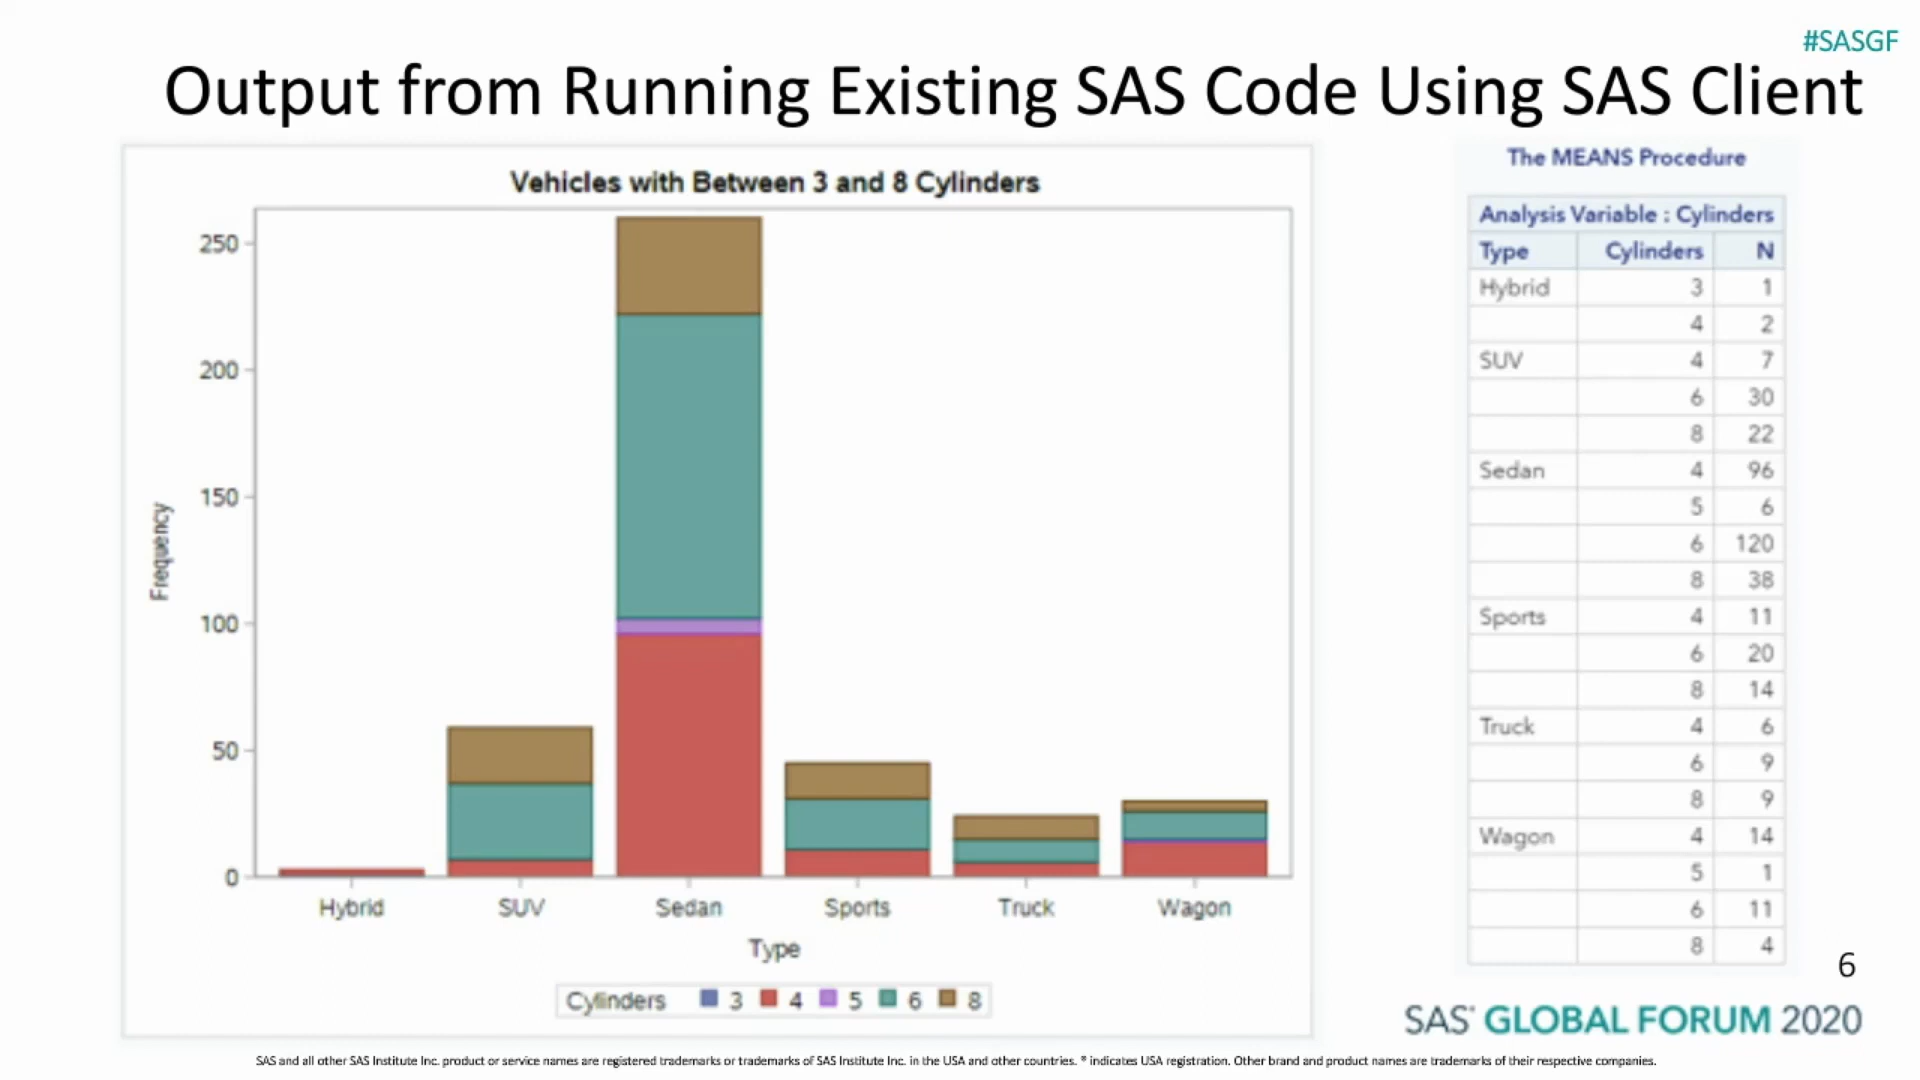 #SASGF
Output from Running Existing SAS Code Using SAS Client
Vehicles with Between 3 and 8 Cylinders
250
200
150
100
50
0
Frequency
Hybrid SUV Sedan Sports Truck Wagon
Type
Cylinders 3 4 5 6 8
The MEANS Procedure
Analysis Variable : Cylinders
Type Cylinders N
Hybrid 3 1
4 2
SUV 4 7
6 30
8 22
Sedan 4 96
5 6
6 120
8 38
Sports 4 11
6 20
8 14
Truck 4 6
6 9
8 9
Wagon 4 14
5 1
6 11
8 4
6
SAS® GLOBAL FORUM 2020
SAS and all other SAS Institute Inc. product or service names are registered trademarks or trademarks of SAS Institute Inc. in the USA and other countries. ® indicates USA registration. Other brand and product names are trademarks of their respective companies.